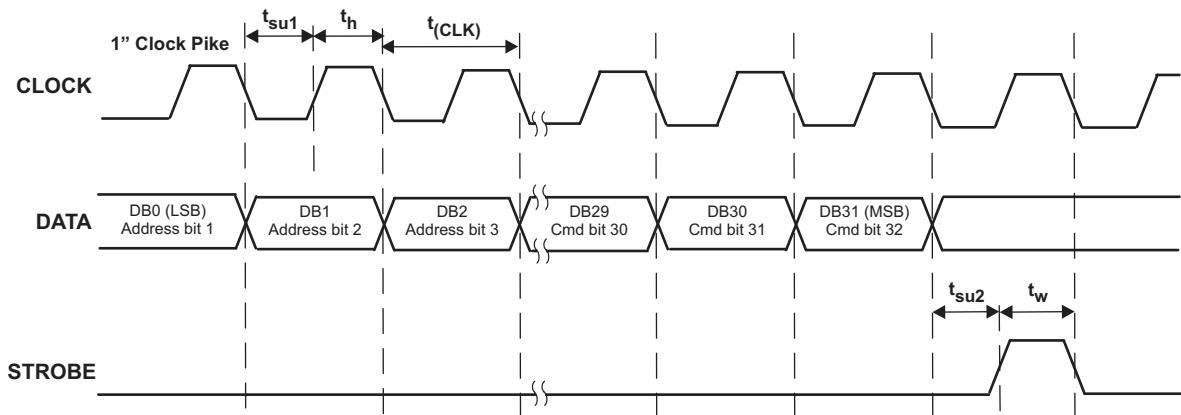 t_su1 t_h t_(CLK)
1” Clock Pike
CLOCK
DATA
DB0 (LSB)
Address bit 1
DB1
Address bit 2
DB2
Address bit 3
DB29
Cmd bit 30
DB30
Cmd bit 31
DB31 (MSB)
Cmd bit 32
t_su2 t_w
STROBE